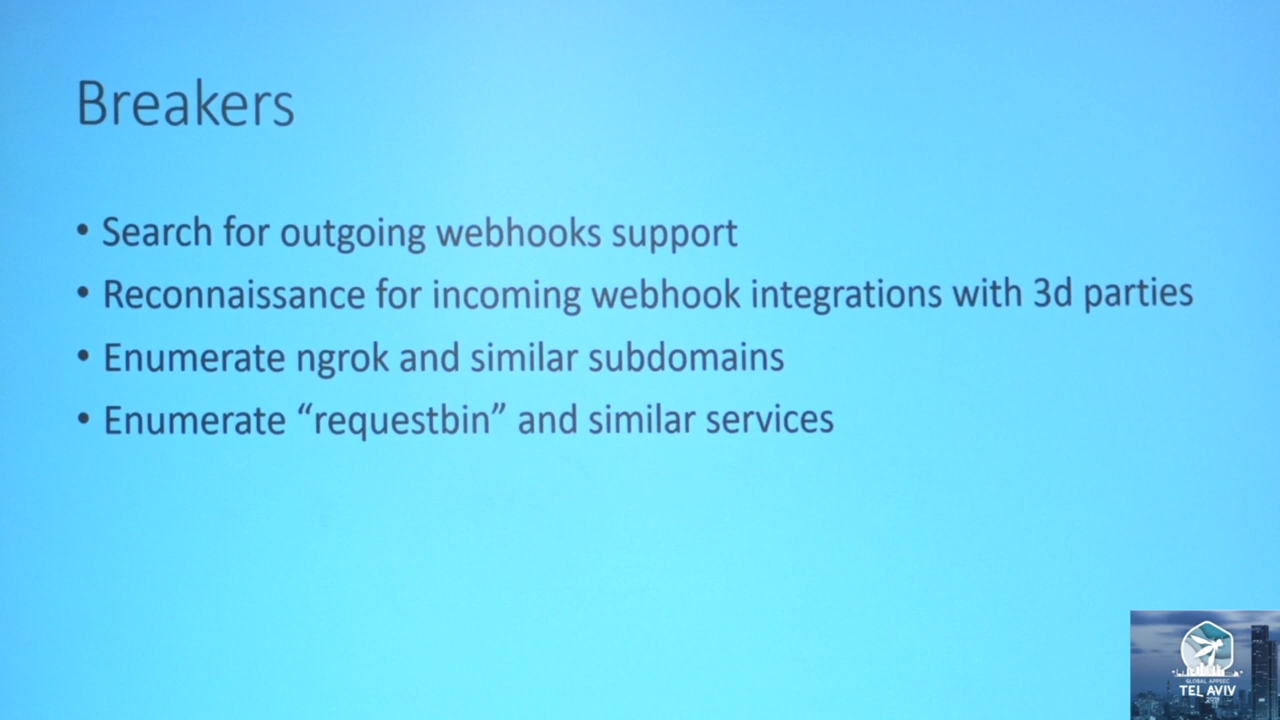 Breakers
• Search for outgoing webhooks support
• Reconnaissance for incoming webhook integrations with 3d parties
• Enumerate ngrok and similar subdomains
• Enumerate “requestbin” and similar services
GLOBAL APPSEC
TEL AVIV
2019